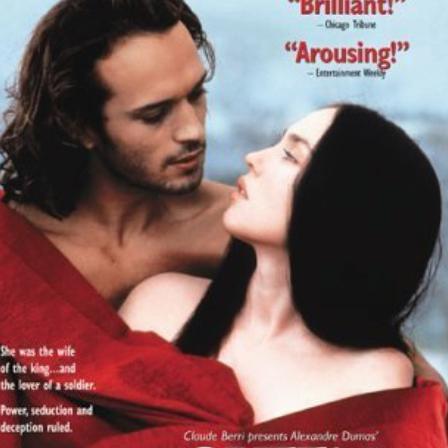 "Brilliant!"
— Chicago Tribune
"Arousing!"
— Entertainment Weekly
She was the wife
of the king...and
the lover of a soldier.
Power, seduction and
deception ruled.
Claude Berri presents Alexandre Dumas'